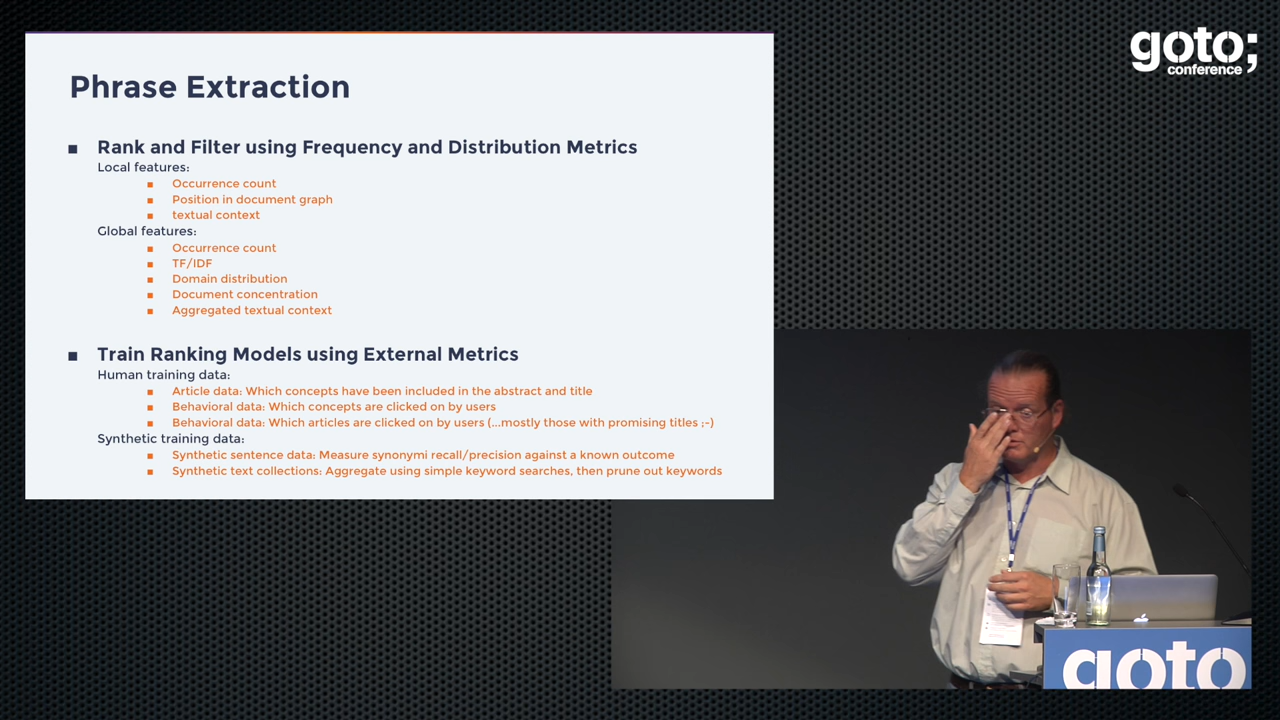 goto;
conference
Phrase Extraction
Rank and Filter using Frequency and Distribution Metrics
Local features:
Occurrence count
Position in document graph
textual context
Global features:
Occurrence count
TF/IDF
Domain distribution
Document concentration
Aggregated textual context
Train Ranking Models using External Metrics
Human training data:
Article data: Which concepts have been included in the abstract and title
Behavioral data: Which concepts are clicked on by users
Behavioral data: Which articles are clicked on by users (...mostly those with promising titles ;-)
Synthetic training data:
Synthetic sentence data: Measure synonymi recall/precision against a known outcome
Synthetic text collections: Aggregate using simple keyword searches, then prune out keywords
goto